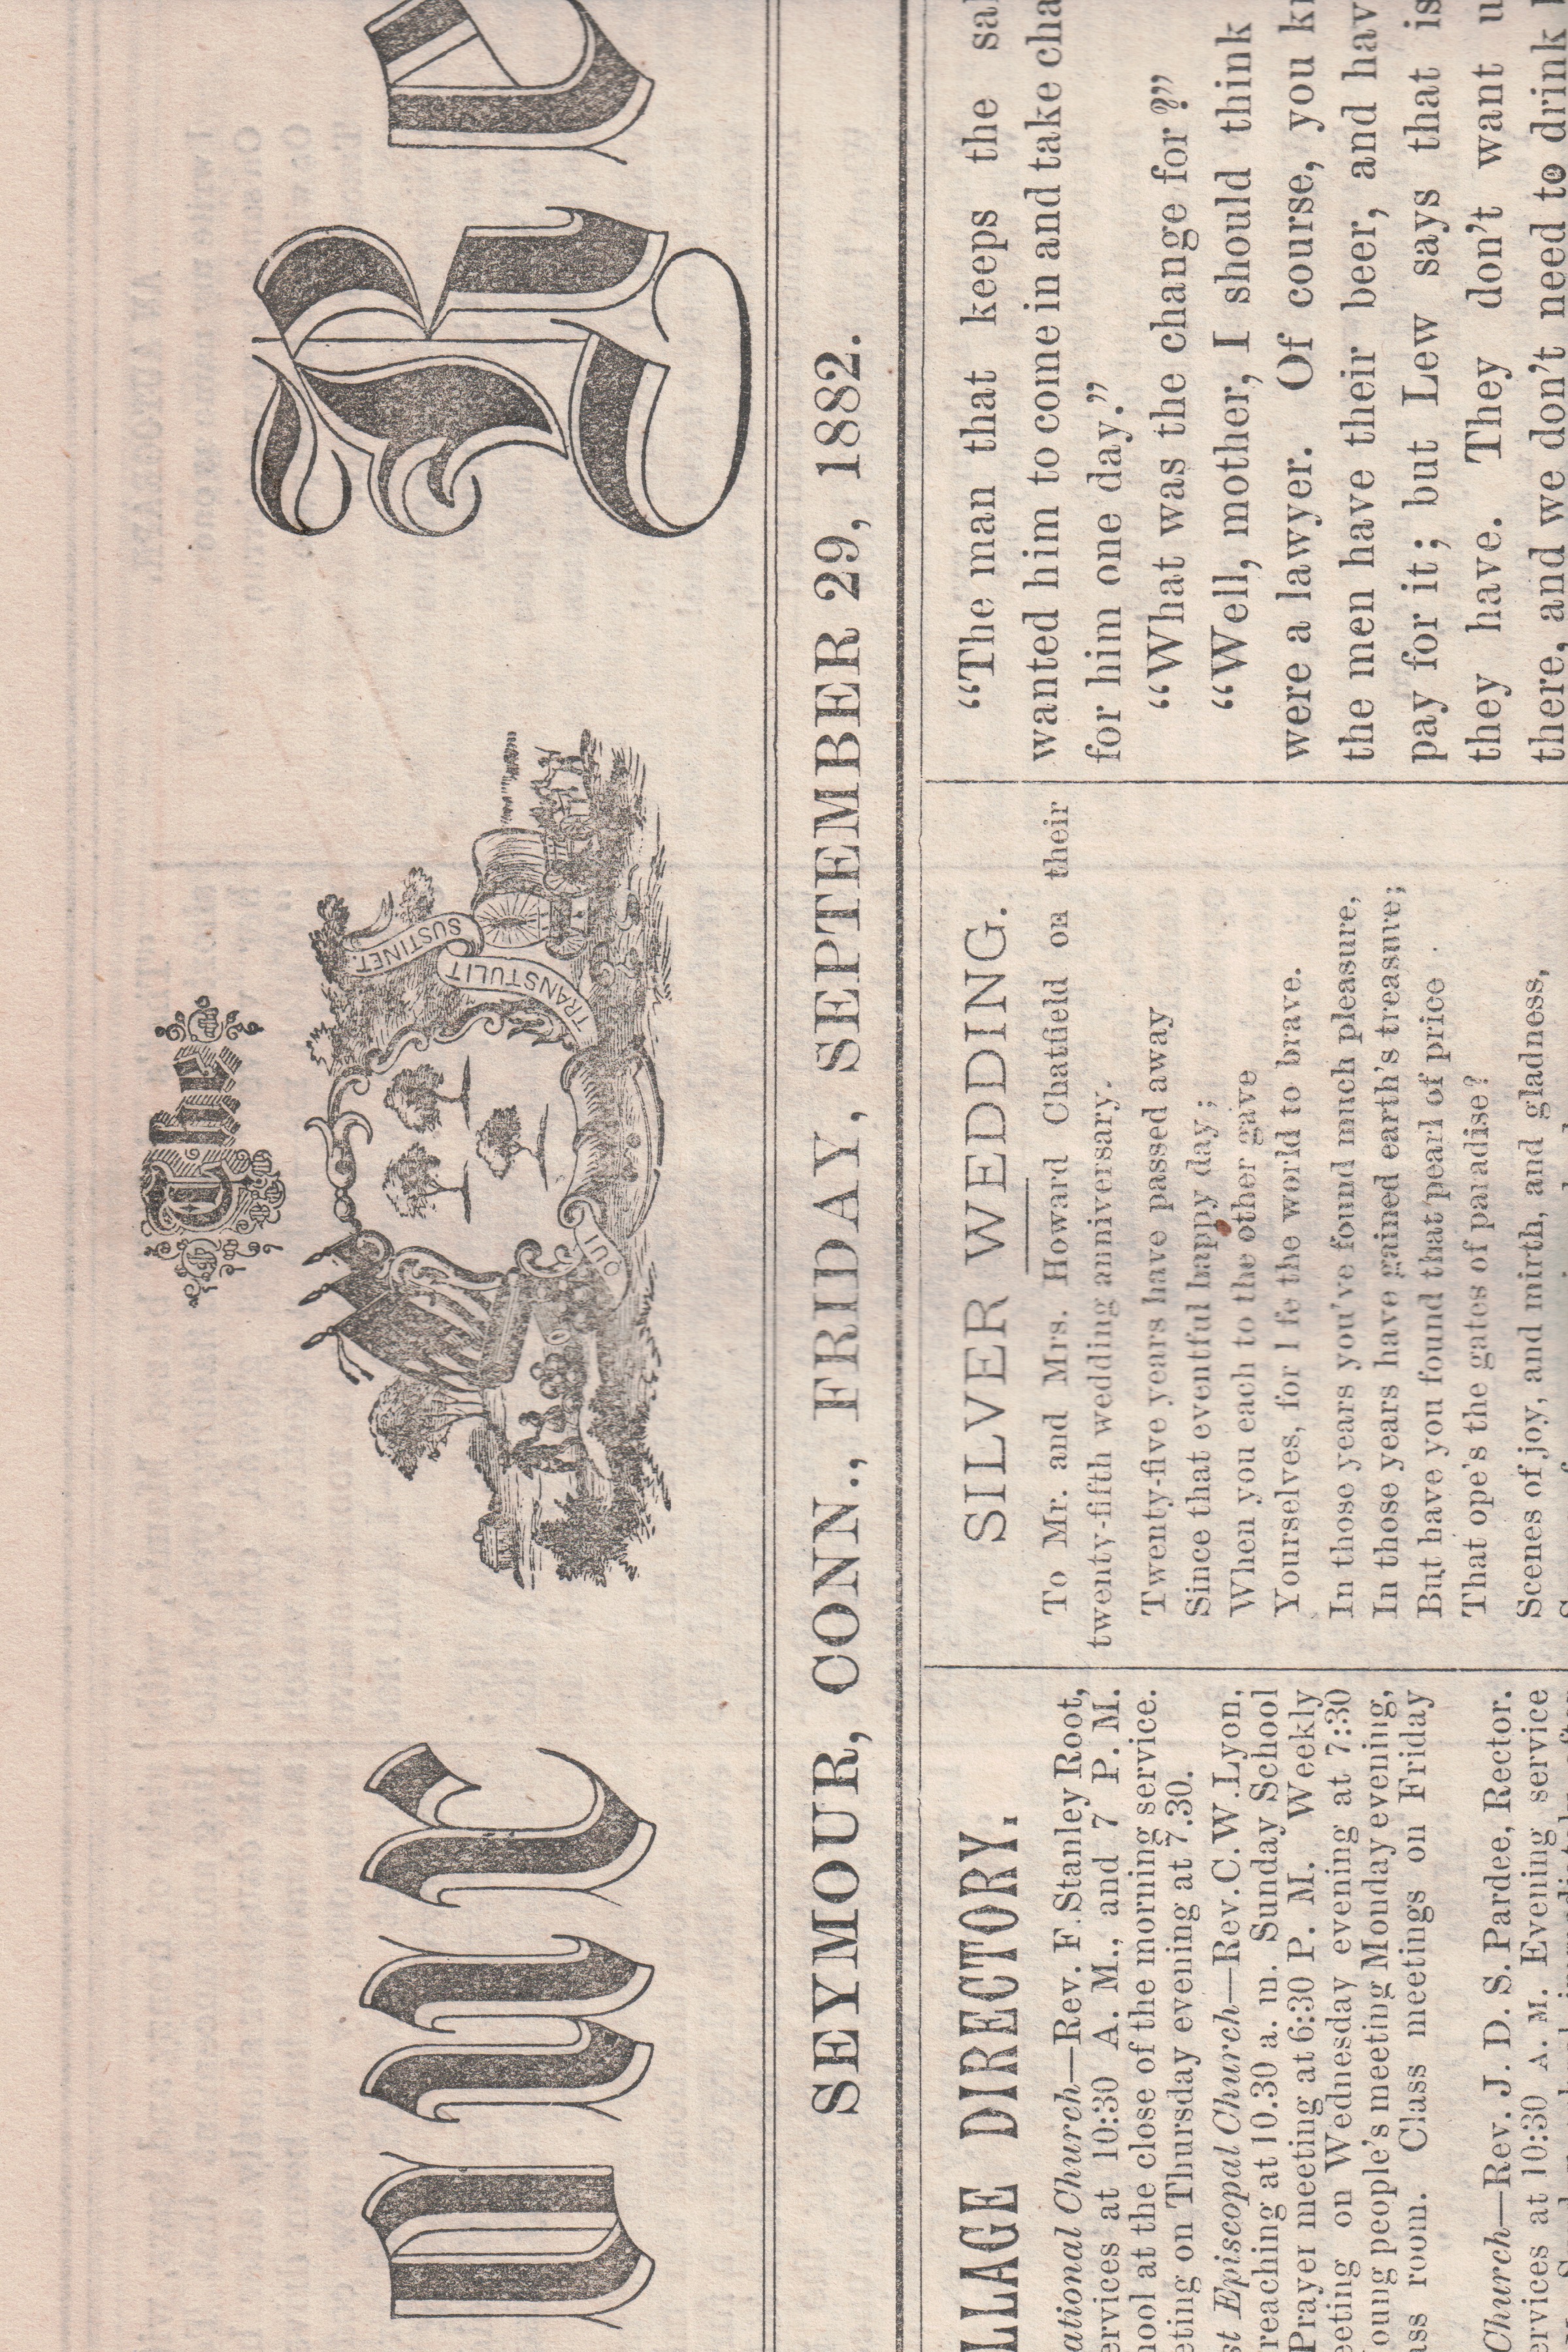 The
our Re
QUI TRANSTULIT SUSTINET.
SEYMOUR, CONN., FRIDAY, SEPTEMBER 29, 1882.
LLAGE DIRECTORY.
ational Church—Rev. F. Stanley Root,
ervices at 10:30 A. M., and 7 P. M.
hool at the close of the morning service.
eting on Thursday evening at 7.30.
st Episcopal Church—Rev. C. W. Lyon,
reaching at 10.30 a. m. Sunday School
Prayer meeting at 6:30 P. M. Weekly
eeting on Wednesday evening at 7:30
oung people's meeting Monday evening,
ass room. Class meetings on Friday
Church—Rev. J. D. S. Pardee, Rector.
ervices at 10:30 A. M. Evening service
SILVER WEDDING.
To Mr. and Mrs. Howard Chatfield on their
twenty-fifth wedding anniversary.
Twenty-five years have passed away
Since that eventful happy day;
When you each to the other gave
Yourselves, for l fe the world to brave.
In those years you've found much pleasure,
In those years have gained earth's treasure;
But have you found that pearl of price
That ope's the gates of paradise?
Scenes of joy, and mirth, and gladness,
“The man that keeps the sal
wanted him to come in and take cha
for him one day.”
“What was the change for?”
“Well, mother, I should think
were a lawyer. Of course, you kn
the men have their beer, and hav
pay for it; but Lew says that is
they have. They don't want u
there, and we don't need to drink